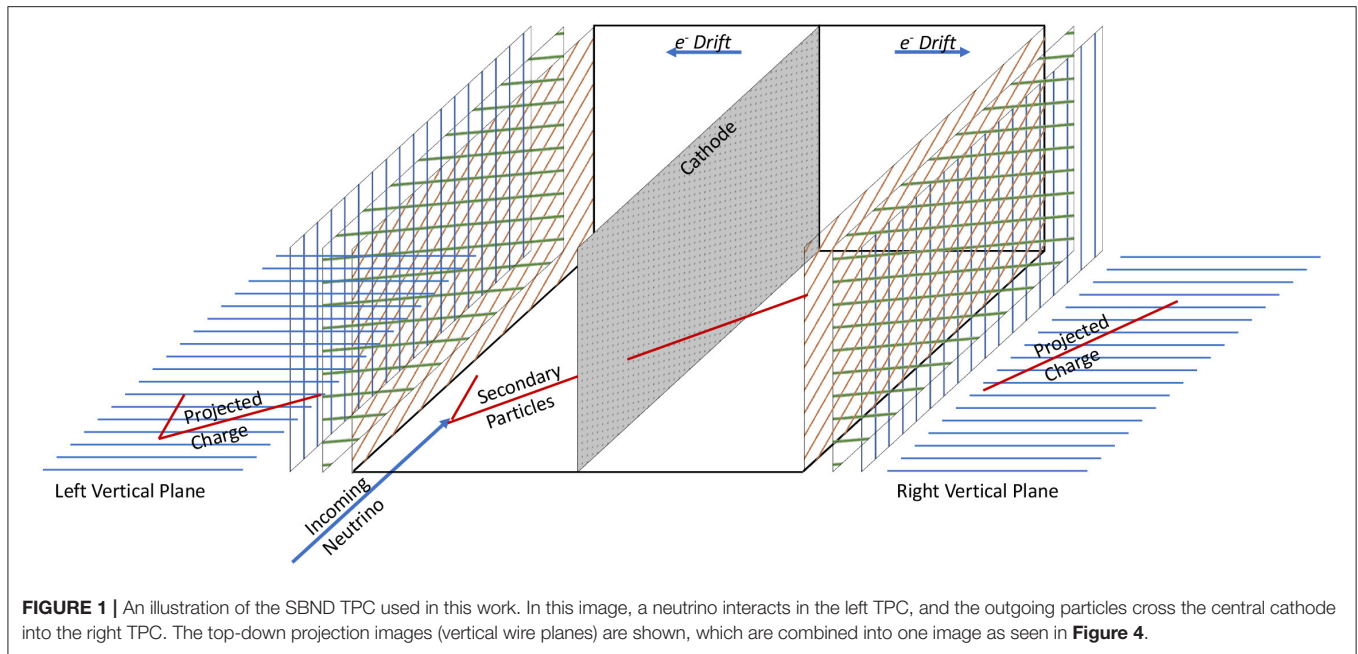 e- Drift
e- Drift
Cathode
Secondary
Particles
Projected
Charge
Projected
Charge
Left Vertical Plane
Right Vertical Plane
Incoming
Neutrino
FIGURE 1 | An illustration of the SBND TPC used in this work. In this image, a neutrino interacts in the left TPC, and the outgoing particles cross the central cathode
into the right TPC. The top-down projection images (vertical wire planes) are shown, which are combined into one image as seen in Figure 4.